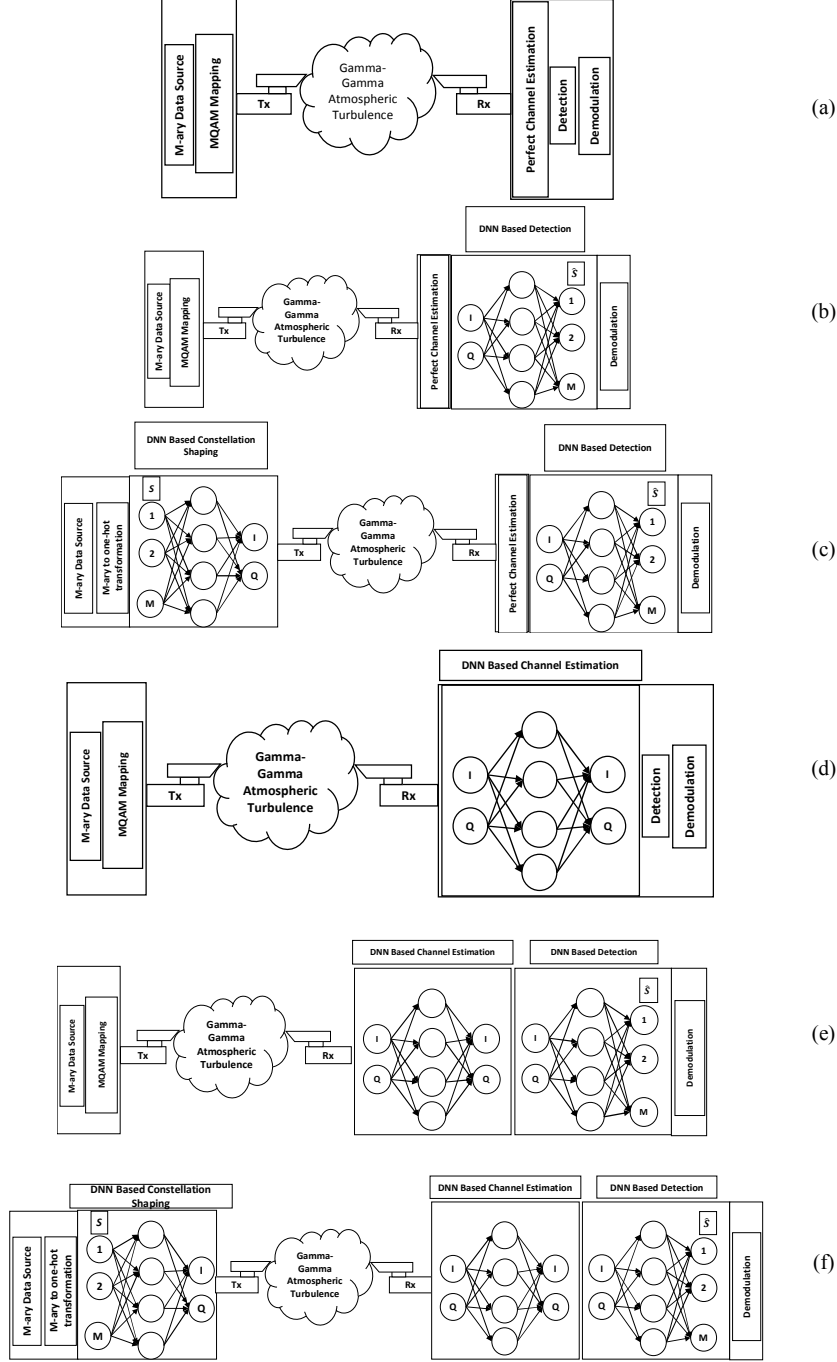 M-ary Data Source
MQAM Mapping
Tx
Gamma-
Gamma
Atmospheric
Turbulence
Rx
Perfect Channel Estimation
Detection
Demodulation
(a)
DNN Based Detection
M-ary Data Source
MQAM Mapping
Tx
Gamma-
Gamma
Atmospheric
Turbulence
Rx
Perfect Channel Estimation
I
Q
Ŝ
1
2
M
Demodulation
(b)
DNN Based Constellation
Shaping
DNN Based Detection
M-ary Data Source
M-ary to one-hot
transformation
S
1
2
M
I
Q
Tx
Gamma-
Gamma
Atmospheric
Turbulence
Rx
Perfect Channel Estimation
I
Q
Ŝ
1
2
M
Demodulation
(c)
DNN Based Channel Estimation
M-ary Data Source
MQAM Mapping
Tx
Gamma-
Gamma
Atmospheric
Turbulence
Rx
I
Q
I
Q
Detection
Demodulation
(d)
DNN Based Channel Estimation
DNN Based Detection
M-ary Data Source
MQAM Mapping
Tx
Gamma-
Gamma
Atmospheric
Turbulence
Rx
I
Q
I
Q
I
Q
Ŝ
1
2
M
Demodulation
(e)
DNN Based Constellation
Shaping
DNN Based Channel Estimation
DNN Based Detection
M-ary Data Source
M-ary to one-hot
transformation
S
1
2
M
I
Q
Tx
Gamma-
Gamma
Atmospheric
Turbulence
Rx
I
Q
I
Q
I
Q
Ŝ
1
2
M
Demodulation
(f)